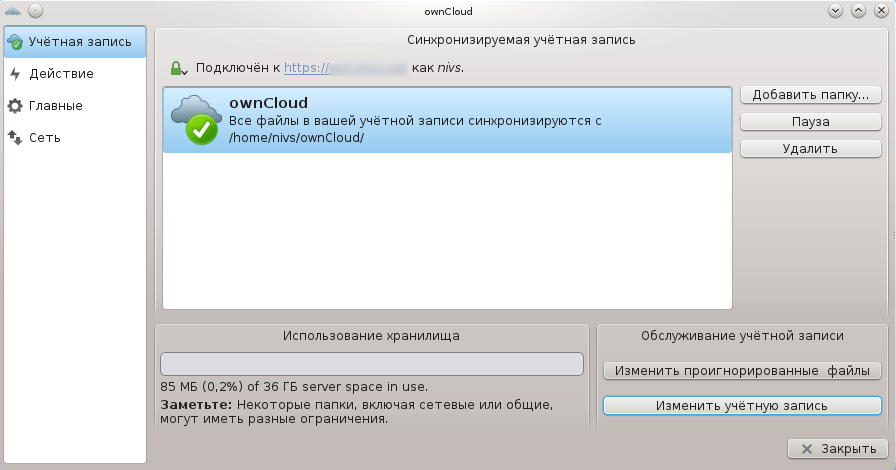 ownCloud
Учётная запись
Действие
Главные
Сеть
Синхронизируемая учётная запись
Подключён к https:// как nivs.
ownCloud
Все файлы в вашей учётной записи синхронизируются с
/home/nivs/ownCloud/
Добавить папку...
Пауза
Удалить
Использование хранилища
85 МБ (0,2%) of 36 ГБ server space in use.
Заметьте: Некоторые папки, включая сетевые или общие,
могут иметь разные ограничения.
Обслуживание учётной записи
Изменить проигнорированные файлы
Изменить учётную запись
Закрыть